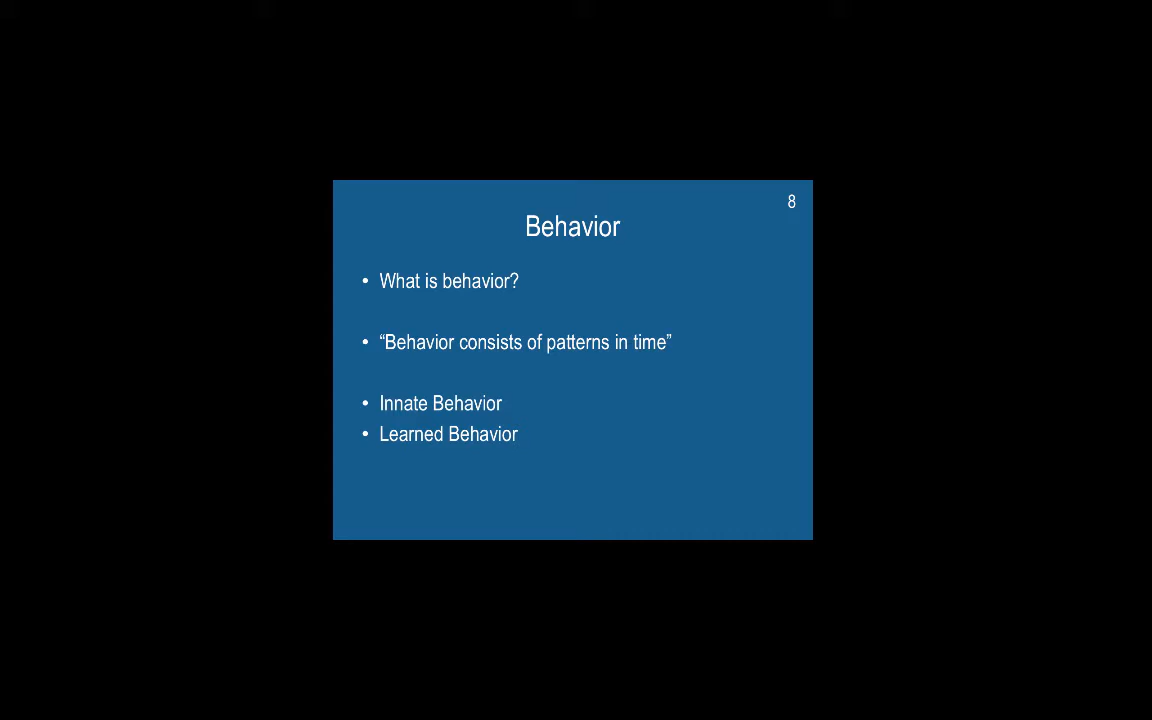 8
Behavior
• What is behavior?
• “Behavior consists of patterns in time”
• Innate Behavior
• Learned Behavior